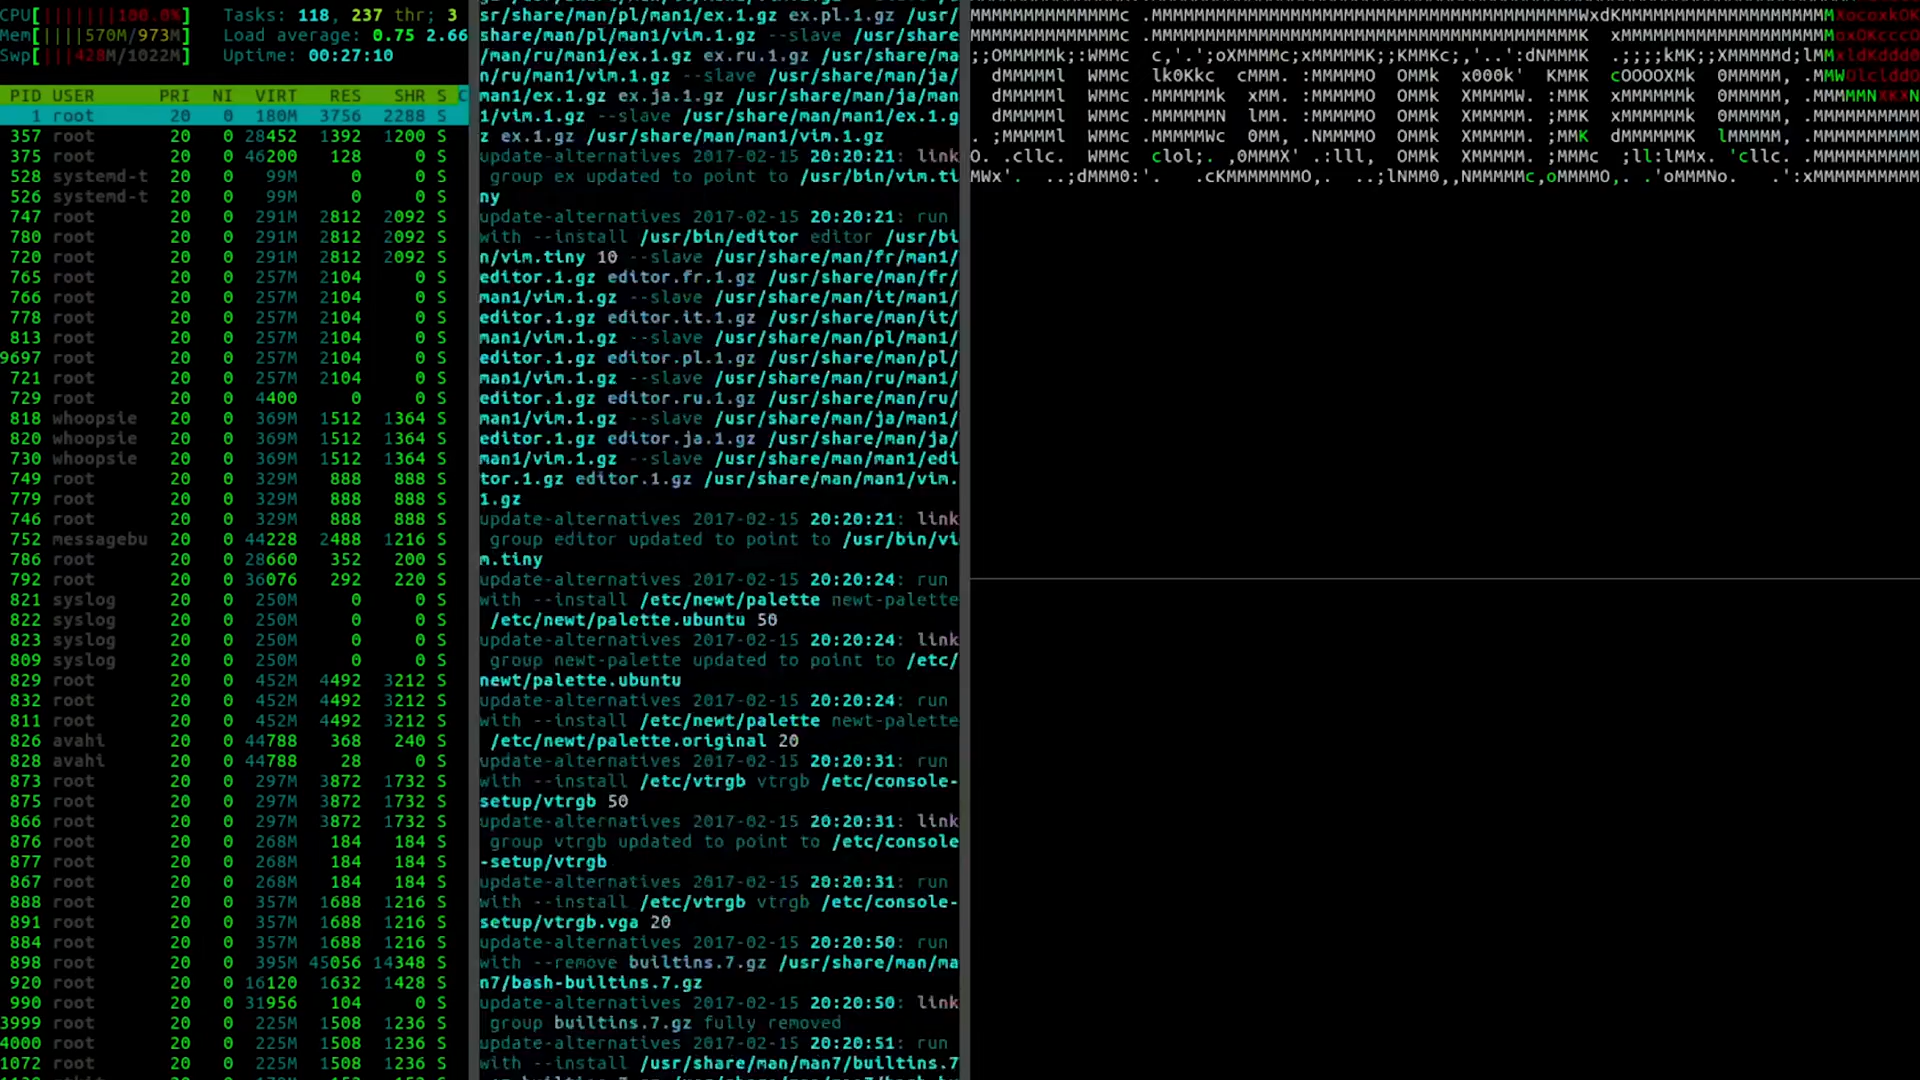 CPU[|||||||100.0%] Tasks: 118, 237 thr; 3
Mem[||||570M/973M] Load average: 0.75 2.66
Swp[|||428M/1022M] Uptime: 00:27:10
PID USER PRI NI VIRT RES SHR S C
1 root 20 0 180M 3756 2288 S
357 root 20 0 28452 1392 1200 S
375 root 20 0 46200 128 0 S
528 systemd-t 20 0 99M 0 0 S
526 systemd-t 20 0 99M 0 0 S
747 root 20 0 291M 2812 2092 S
780 root 20 0 291M 2812 2092 S
720 root 20 0 291M 2812 2092 S
765 root 20 0 257M 2104 0 S
766 root 20 0 257M 2104 0 S
778 root 20 0 257M 2104 0 S
813 root 20 0 257M 2104 0 S
9697 root 20 0 257M 2104 0 S
721 root 20 0 257M 2104 0 S
729 root 20 0 4400 0 0 S
818 whoopsie 20 0 369M 1512 1364 S
820 whoopsie 20 0 369M 1512 1364 S
730 whoopsie 20 0 369M 1512 1364 S
749 root 20 0 329M 888 888 S
779 root 20 0 329M 888 888 S
746 root 20 0 329M 888 888 S
752 messagebu 20 0 44228 2488 1216 S
786 root 20 0 28660 352 200 S
792 root 20 0 36076 292 220 S
821 syslog 20 0 250M 0 0 S
822 syslog 20 0 250M 0 0 S
823 syslog 20 0 250M 0 0 S
809 syslog 20 0 250M 0 0 S
829 root 20 0 452M 4492 3212 S
832 root 20 0 452M 4492 3212 S
811 root 20 0 452M 4492 3212 S
826 avahi 20 0 44788 368 240 S
828 avahi 20 0 44788 28 0 S
873 root 20 0 297M 3872 1732 S
875 root 20 0 297M 3872 1732 S
866 root 20 0 297M 3872 1732 S
876 root 20 0 268M 184 184 S
877 root 20 0 268M 184 184 S
867 root 20 0 268M 184 184 S
888 root 20 0 357M 1688 1216 S
891 root 20 0 357M 1688 1216 S
884 root 20 0 357M 1688 1216 S
898 root 20 0 395M 45056 14348 S
920 root 20 0 16120 1632 1428 S
990 root 20 0 31956 104 0 S
3999 root 20 0 225M 1508 1236 S
4000 root 20 0 225M 1508 1236 S
1072 root 20 0 225M 1508 1236 S
/usr/share/man/pl/man1/ex.1.gz ex.pl.1.gz /usr/
share/man/pl/man1/vim.1.gz --slave /usr/share/m
an/ru/man1/ex.1.gz ex.ru.1.gz /usr/share/ma
n/ru/man1/vim.1.gz --slave /usr/share/man/ja/
man1/ex.1.gz ex.ja.1.gz /usr/share/man/ja/man
1/vim.1.gz --slave /usr/share/man/man1/ex.1.g
z ex.1.gz /usr/share/man/man1/vim.1.gz
update-alternatives 2017-02-15 20:20:21: link
group ex updated to point to /usr/bin/vim.ti
ny
update-alternatives 2017-02-15 20:20:21: run
with --install /usr/bin/editor editor /usr/bi
n/vim.tiny 10 --slave /usr/share/man/fr/man1/
editor.1.gz editor.fr.1.gz /usr/share/man/fr/
man1/vim.1.gz --slave /usr/share/man/it/man1/
editor.1.gz editor.it.1.gz /usr/share/man/it/
man1/vim.1.gz --slave /usr/share/man/pl/man1/
editor.1.gz editor.pl.1.gz /usr/share/man/pl/
man1/vim.1.gz --slave /usr/share/man/ru/man1/
editor.1.gz editor.ru.1.gz /usr/share/man/ru/
man1/vim.1.gz --slave /usr/share/man/ja/man1/
editor.1.gz editor.ja.1.gz /usr/share/man/ja/
man1/vim.1.gz --slave /usr/share/man/man1/edi
tor.1.gz editor.1.gz /usr/share/man/man1/vim.
1.gz
update-alternatives 2017-02-15 20:20:21: link
group editor updated to point to /usr/bin/vi
m.tiny
update-alternatives 2017-02-15 20:20:24: run
with --install /etc/newt/palette newt-palette
/etc/newt/palette.ubuntu 50
update-alternatives 2017-02-15 20:20:24: link
group newt-palette updated to point to /etc/
newt/palette.ubuntu
update-alternatives 2017-02-15 20:20:24: run
with --install /etc/newt/palette newt-palette
/etc/newt/palette.original 20
update-alternatives 2017-02-15 20:20:31: run
with --install /etc/vtrgb vtrgb /etc/console-
setup/vtrgb 50
update-alternatives 2017-02-15 20:20:31: link
group vtrgb updated to point to /etc/console
-setup/vtrgb
update-alternatives 2017-02-15 20:20:31: run
with --install /etc/vtrgb vtrgb /etc/console-
setup/vtrgb.vga 20
update-alternatives 2017-02-15 20:20:50: run
with --remove builtins.7.gz /usr/share/man/ma
n7/bash-builtins.7.gz
update-alternatives 2017-02-15 20:20:50: link
group builtins.7.gz fully removed
update-alternatives 2017-02-15 20:20:51: run
with --install /usr/share/man/man7/builtins.7